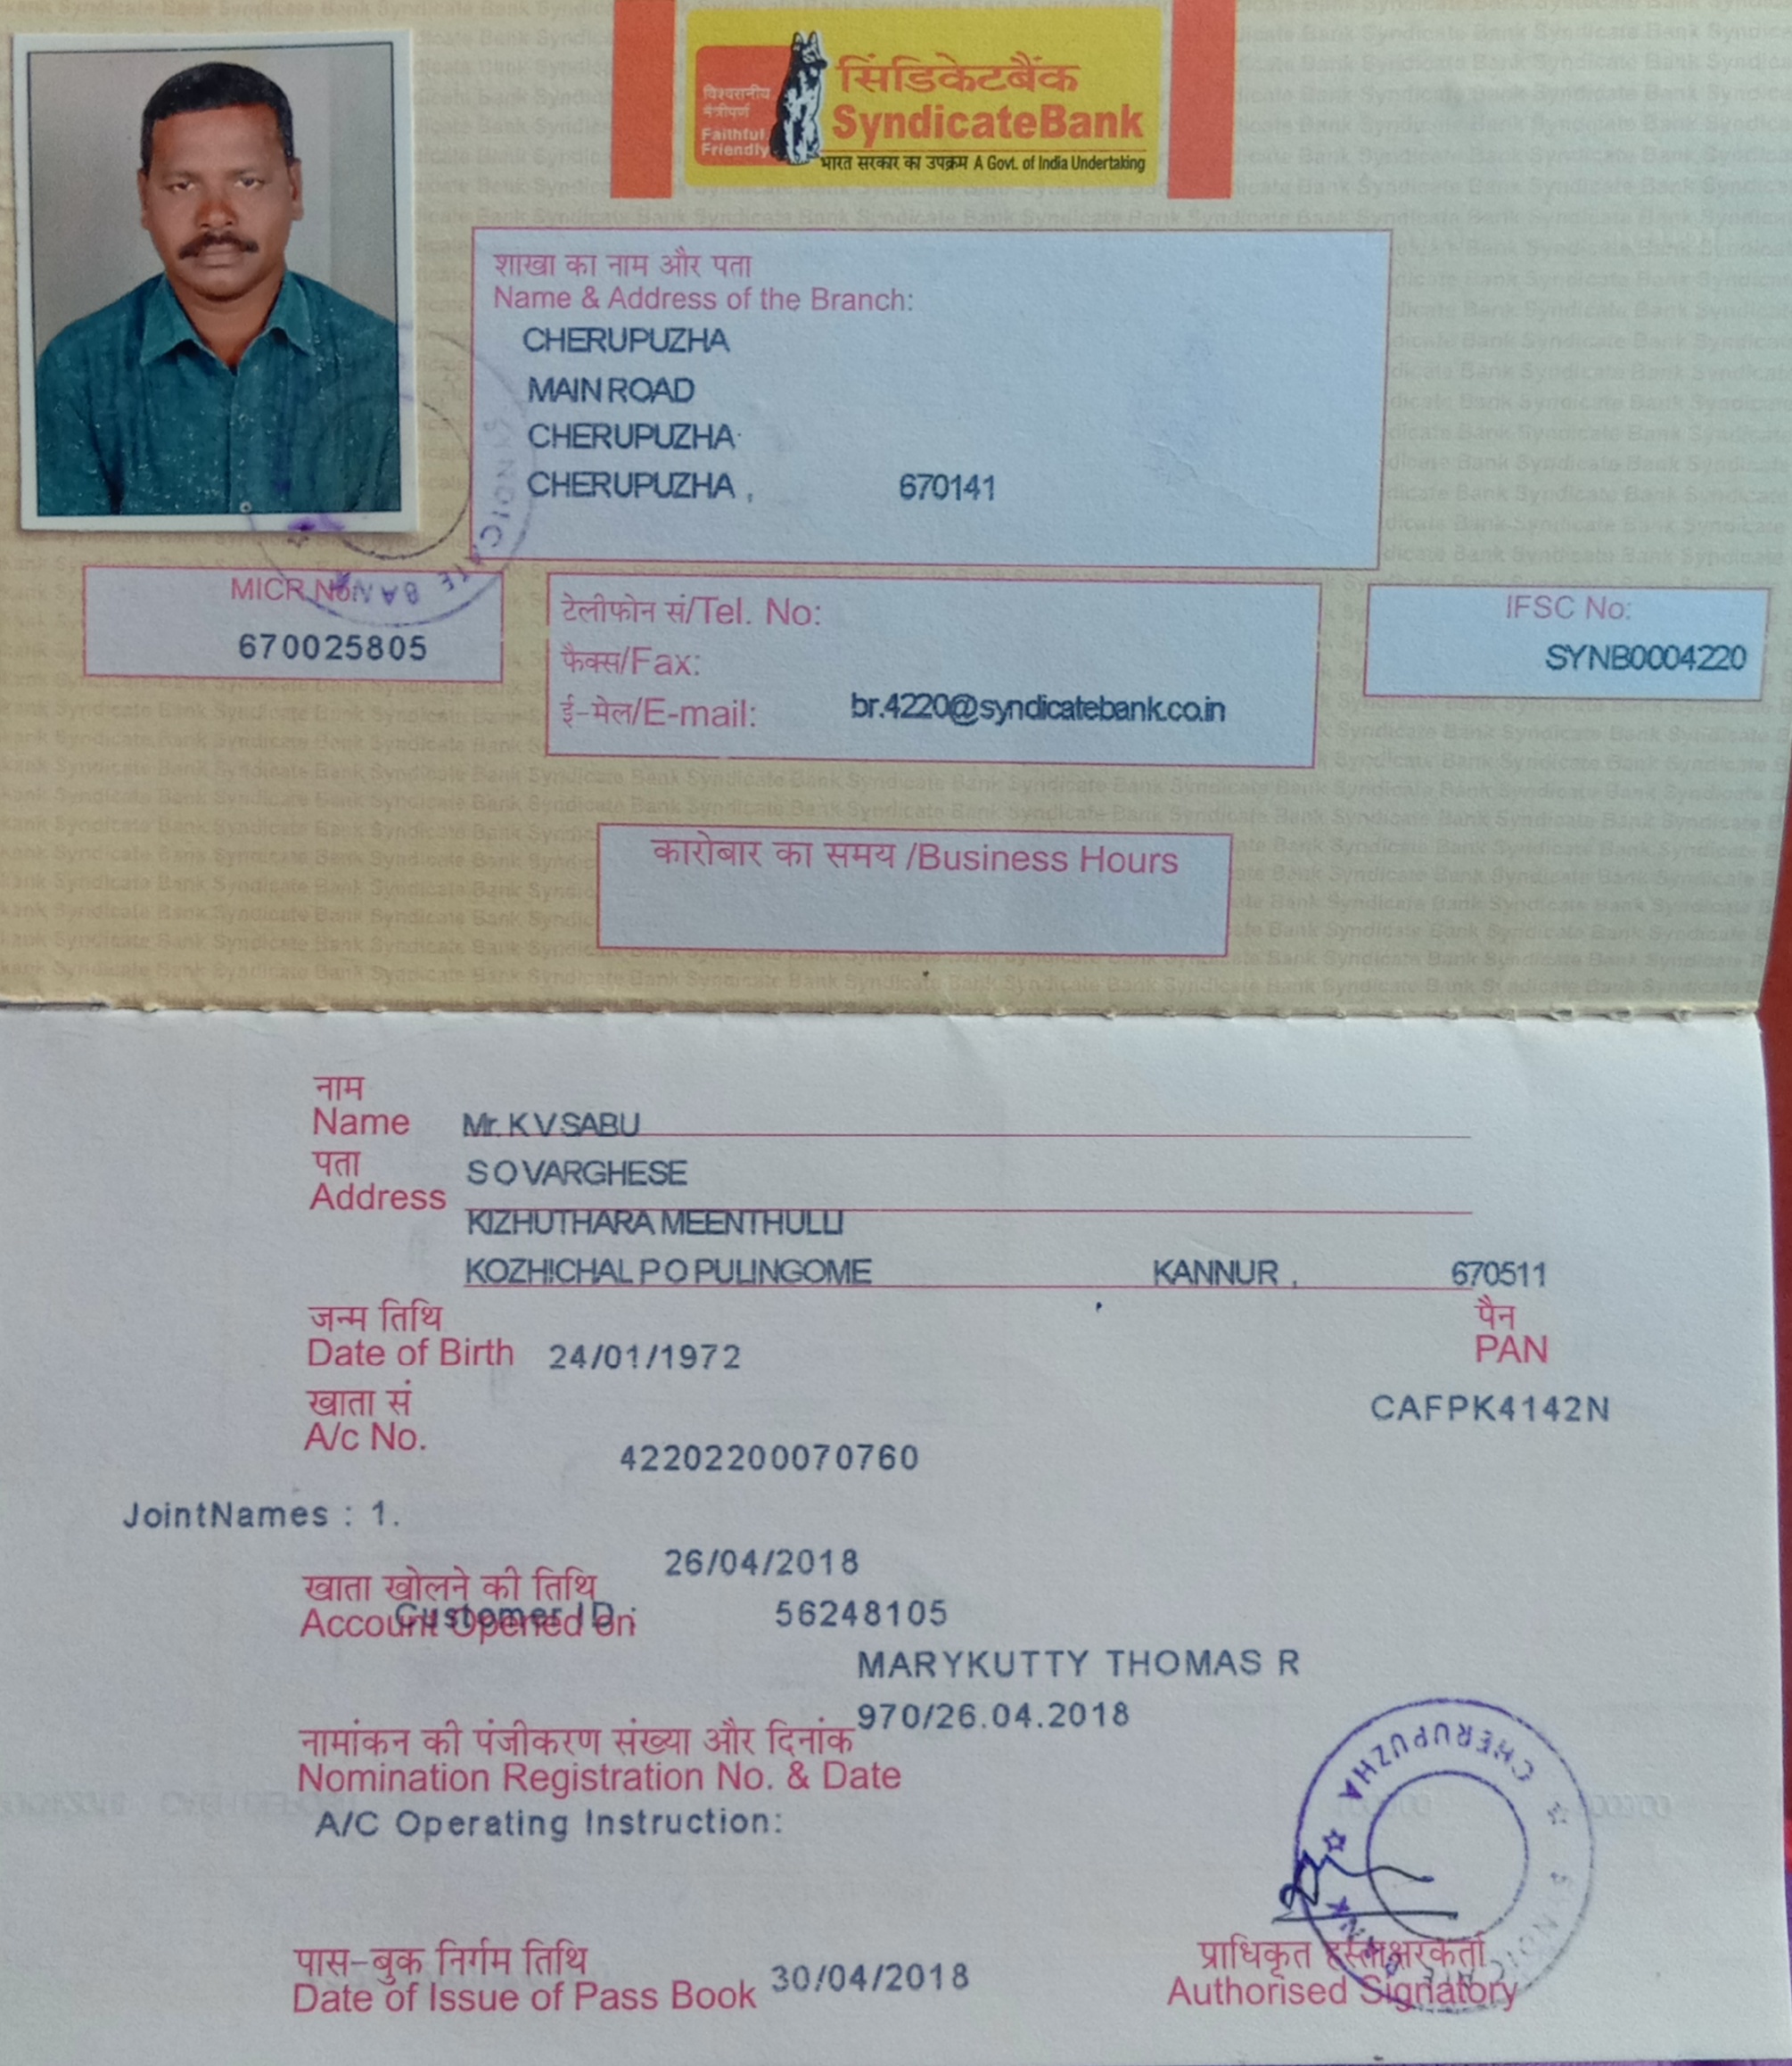 विश्वसनीय
मैत्रीपूर्ण
Faithful
Friendly
सिंडिकेटबैंक
SyndicateBank
भारत सरकार का उपक्रम A Govt. of India Undertaking
शाखा का नाम और पता
Name & Address of the Branch:
CHERUPUZHA
MAIN ROAD
CHERUPUZHA
CHERUPUZHA , 670141
MICR No:
670025805
टेलीफोन सं/Tel. No:
फैक्स/Fax:
ई-मेल/E-mail: br.4220@syndicatebank.co.in
IFSC No:
SYNB0004220
कारोबार का समय /Business Hours
नाम
Name Mr. K V SABU
पता
Address S O VARGHESE
KIZHUTHARA MEENTHULLI
KOZHICHAL P O PULINGOME KANNUR , 670511
जन्म तिथि
Date of Birth 24/01/1972
पैन
PAN
CAFPK4142N
खाता सं
A/c No.
42202200070760
JointNames : 1.
26/04/2018
खाता खोलने की तिथि
Account Opened on
Customer ID : 56248105
MARYKUTTY THOMAS R
970/26.04.2018
नामांकन की पंजीकरण संख्या और दिनांक
Nomination Registration No. & Date
A/C Operating Instruction:
CHERUPUZHA
SYNDICATE BANK
पास-बुक निर्गम तिथि
Date of Issue of Pass Book 30/04/2018
प्राधिकृत हस्ताक्षरकर्ता
Authorised Signatory